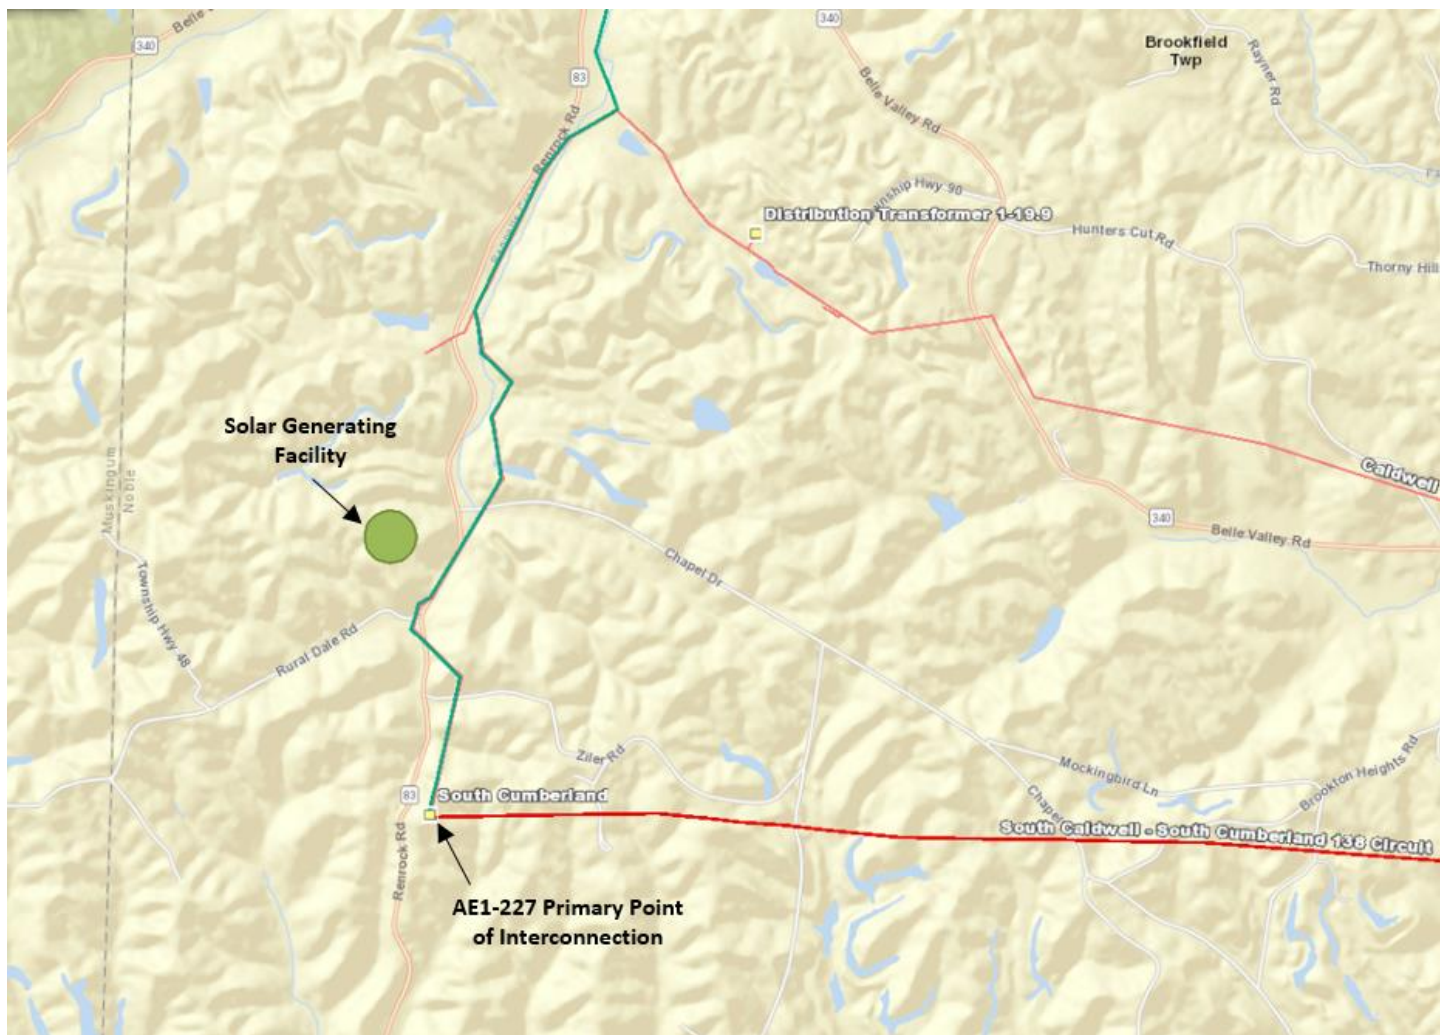 340
Belle
83
Renrock Rd
340
Belle Valley Rd
Brookfield
Twp
Rayner Rd
Distribution Transformer 1-19.9
Hunters Cut Rd
Thorny Hill
Solar Generating
Facility
Muskingum
Noble
Caldwell
340
Belle Valley Rd
Chapel Dr
Township Hwy 48
Rural Dale Rd
Ziler Rd
Mockingbird Ln
Brookton Heights Rd
83
South Cumberland
Chapel
South Caldwell - South Cumberland 138 Circuit
Renrock Rd
AE1-227 Primary Point
of Interconnection